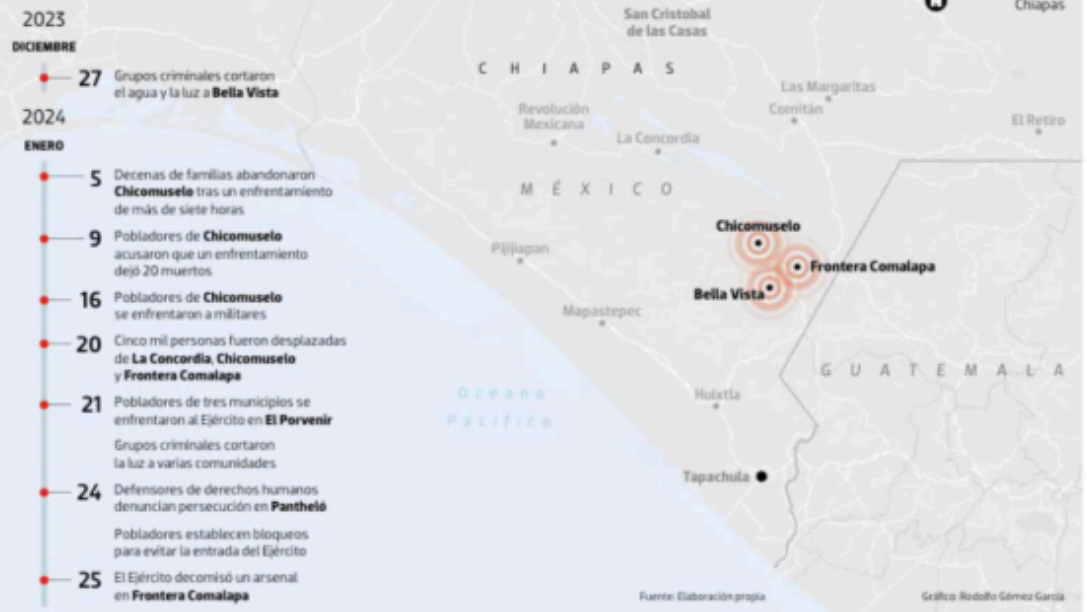 2023
DICIEMBRE
27 Grupos criminales cortaron
el agua y la luz a Bella Vista
2024
ENERO
5 Decenas de familias abandonaron
Chicomuselo tras un enfrentamiento
de más de siete horas
9 Pobladores de Chicomuselo
acusaron que un enfrentamiento
dejó 20 muertos
16 Pobladores de Chicomuselo
se enfrentaron a militares
20 Cinco mil personas fueron desplazadas
de La Concordia, Chicomuselo
y Frontera Comalapa
21 Pobladores de tres municipios se
enfrentaron al Ejército en El Porvenir
Grupos criminales cortaron
la luz a varias comunidades
24 Defensores de derechos humanos
denuncian persecución en Pantheló
Pobladores establecen bloqueos
para evitar la entrada del Ejército
25 El Ejército decomisó un arsenal
en Frontera Comalapa
Chiapas
San Cristobal
de las Casas
CHIAPAS
Las Margaritas
Comitán
Revolución
Mexicana
La Concordia
El Retiro
MÉXICO
Chicomuselo
Pijijiapan
Frontera Comalapa
Bella Vista
Mapastepec
GUATEMALA
Océano
Pacífico
Huixtla
Tapachula
Fuente: Elaboración propia
Gráfico: Rodolfo Gómez García